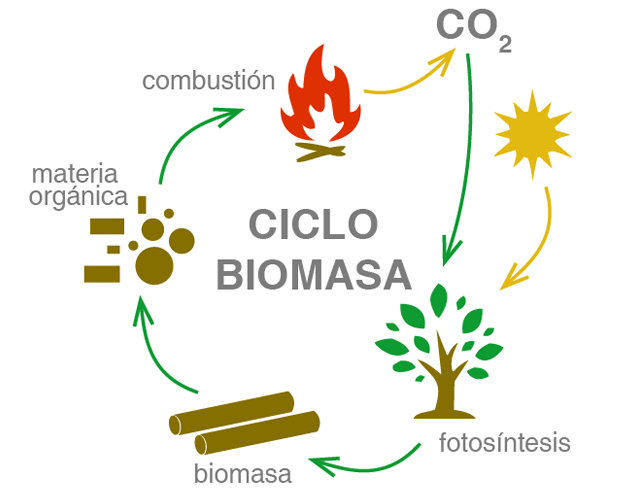 CO₂
combustión
materia
orgánica
CICLO
BIOMASA
fotosíntesis
biomasa